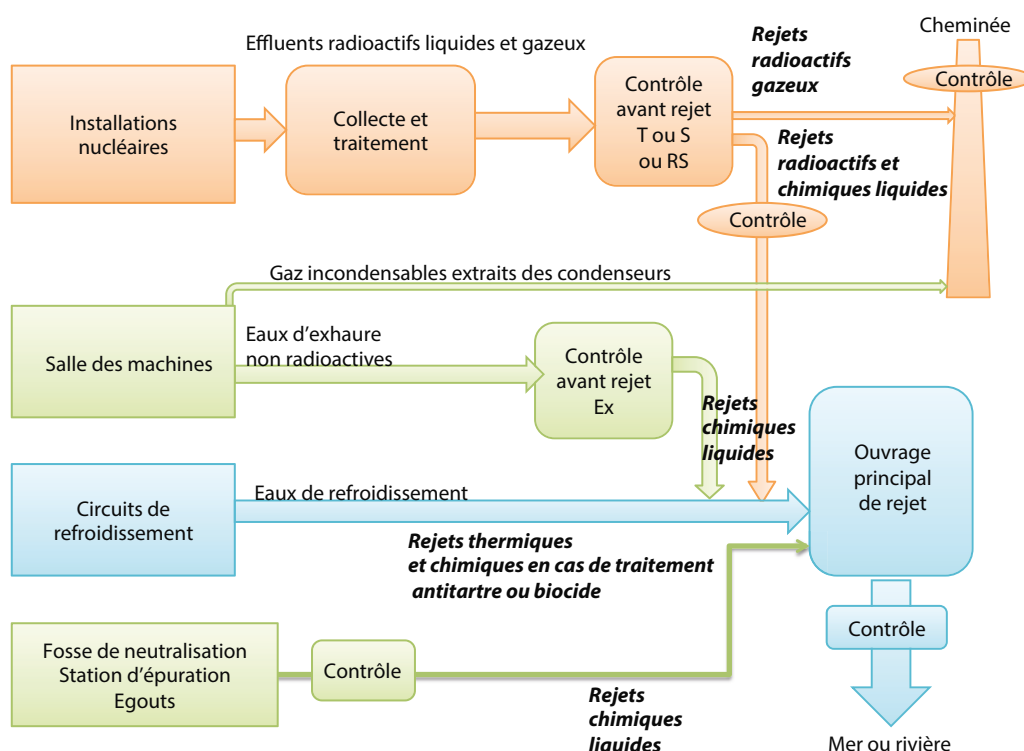 Effluents radioactifs liquides et gazeux
Rejets
radioactifs
gazeux
Cheminée
Contrôle
Installations
nucléaires
Collecte et
traitement
Contrôle
avant rejet
T ou S
ou RS
Rejets
radioactifs et
chimiques liquides
Contrôle
Gaz incondensables extraits des condenseurs
Salle des machines
Eaux d'exhaure
non radioactives
Contrôle
avant rejet
Ex
Rejets
chimiques
liquides
Ouvrage
principal
de rejet
Circuits de
refroidissement
Eaux de refroidissement
Rejets thermiques
et chimiques en cas de traitement
antitartre ou biocide
Contrôle
Fosse de neutralisation
Station d'épuration
Egouts
Contrôle
Rejets
chimiques
liquides
Mer ou rivière